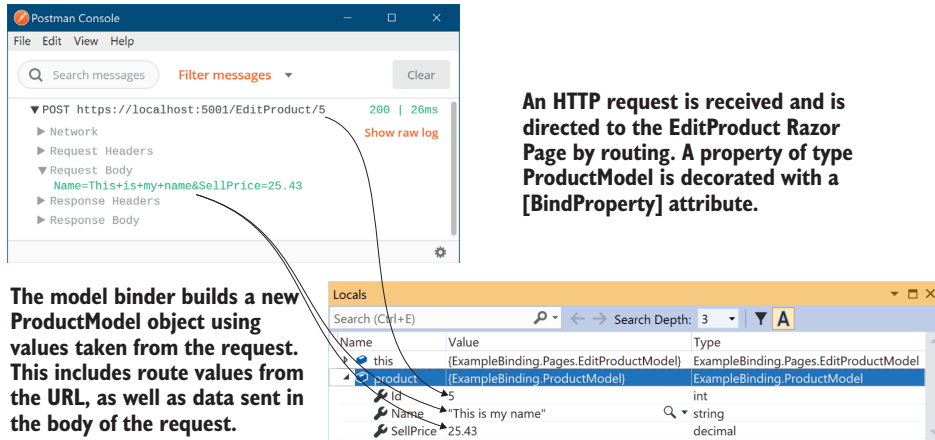 Postman Console
File Edit View Help
Search messages Filter messages Clear
POST https://localhost:5001/EditProduct/5 200 | 26ms
Network Show raw log
Request Headers
Request Body
Name=This+is+my+name&SellPrice=25.43
Response Headers
Response Body
An HTTP request is received and is
directed to the EditProduct Razor
Page by routing. A property of type
ProductModel is decorated with a
[BindProperty] attribute.
The model binder builds a new
ProductModel object using
values taken from the request.
This includes route values from
the URL, as well as data sent in
the body of the request.
Locals
Search (Ctrl+E) Search Depth: 3 A
Name Value Type
this {ExampleBinding.Pages.EditProductModel} ExampleBinding.Pages.EditProductModel
product {ExampleBinding.ProductModel} ExampleBinding.ProductModel
Id 5 int
Name "This is my name" string
SellPrice 25.43 decimal